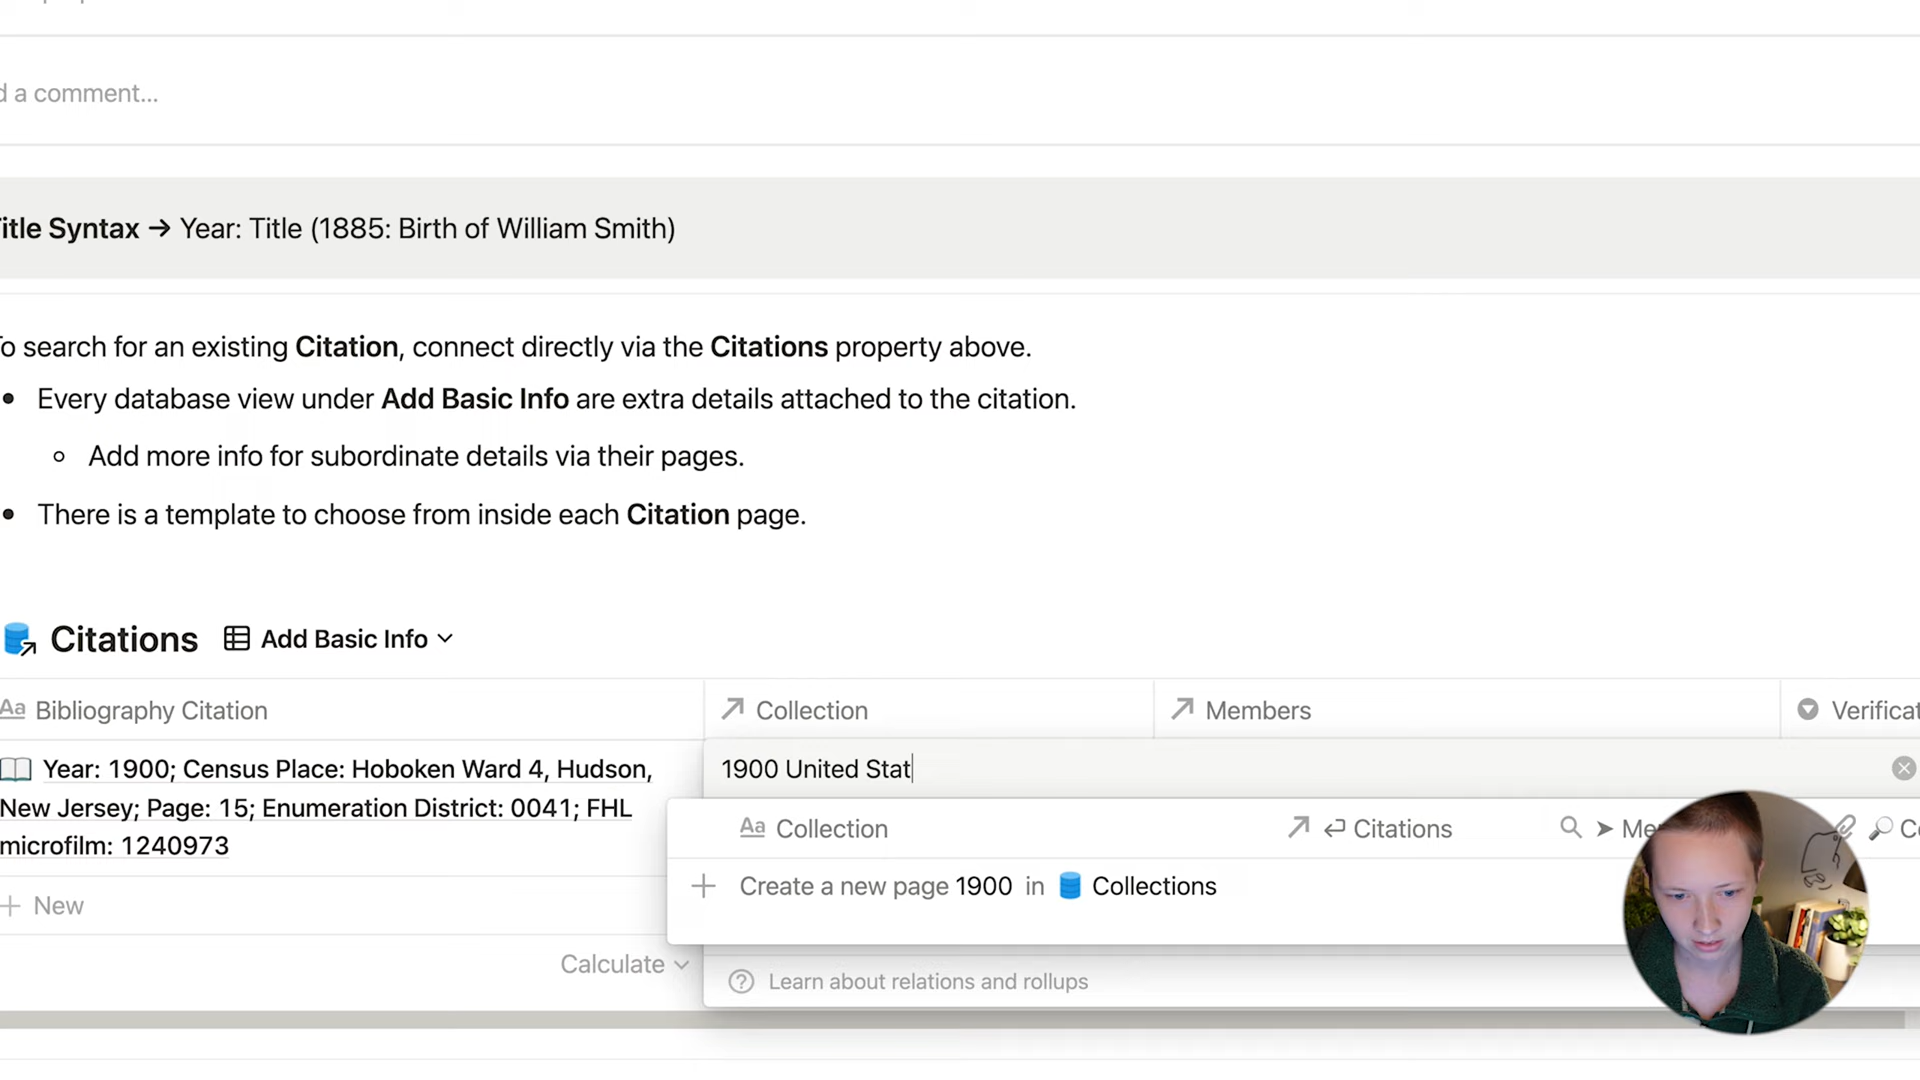 d a comment...
itle Syntax → Year: Title (1885: Birth of William Smith)
To search for an existing Citation, connect directly via the Citations property above.
• Every database view under Add Basic Info are extra details attached to the citation.
◦ Add more info for subordinate details via their pages.
• There is a template to choose from inside each Citation page.
Citations Add Basic Info
Aa Bibliography Citation Collection Members Verificat
Year: 1900; Census Place: Hoboken Ward 4, Hudson,
New Jersey; Page: 15; Enumeration District: 0041; FHL
microfilm: 1240973
1900 United Stat
Aa Collection Citations Me Co
+ Create a new page 1900 in Collections
+ New
Calculate
Learn about relations and rollups